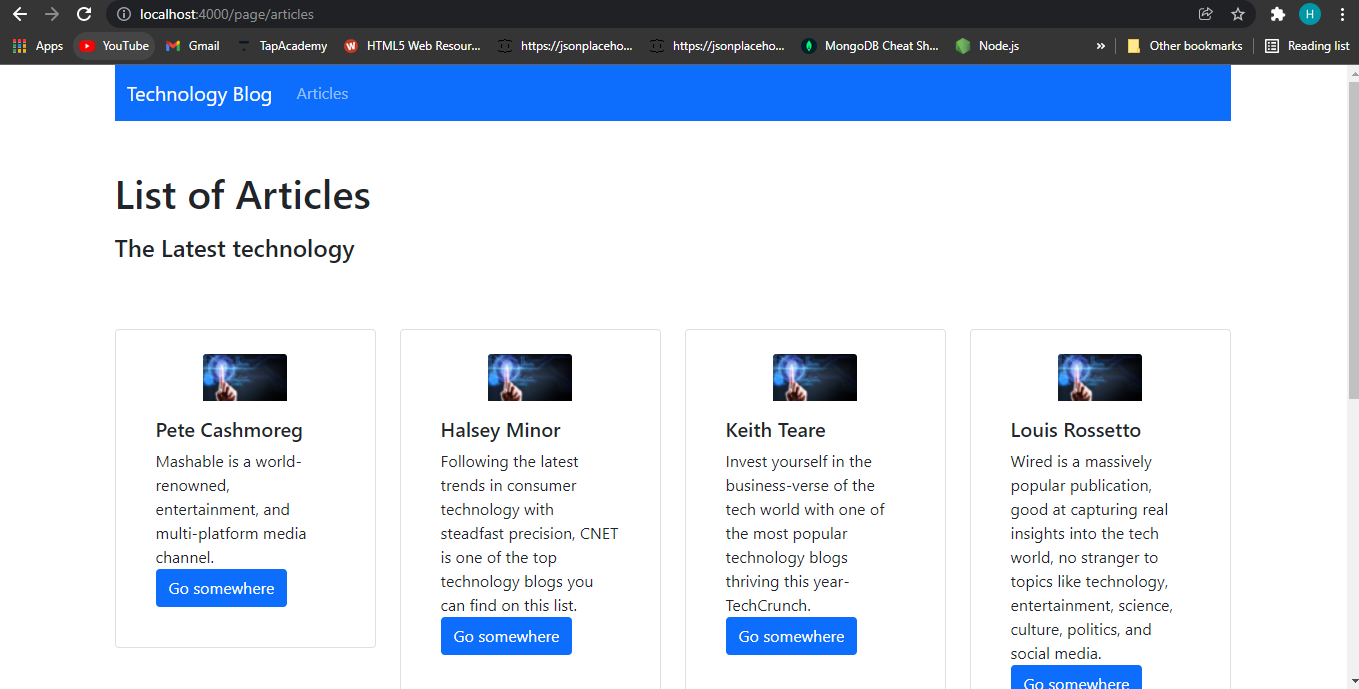 localhost:4000/page/articles
H
Apps YouTube Gmail TapAcademy HTML5 Web Resour... https://jsonplaceho... https://jsonplaceho... MongoDB Cheat Sh... Node.js » Other bookmarks Reading list
Technology Blog Articles
List of Articles
The Latest technology
Pete Cashmoreg
Mashable is a world-
renowned,
entertainment, and
multi-platform media
channel.
Go somewhere
Halsey Minor
Following the latest
trends in consumer
technology with
steadfast precision, CNET
is one of the top
technology blogs you
can find on this list.
Go somewhere
Keith Teare
Invest yourself in the
business-verse of the
tech world with one of
the most popular
technology blogs
thriving this year-
TechCrunch.
Go somewhere
Louis Rossetto
Wired is a massively
popular publication,
good at capturing real
insights into the tech
world, no stranger to
topics like technology,
entertainment, science,
culture, politics, and
social media.
Go somewhere